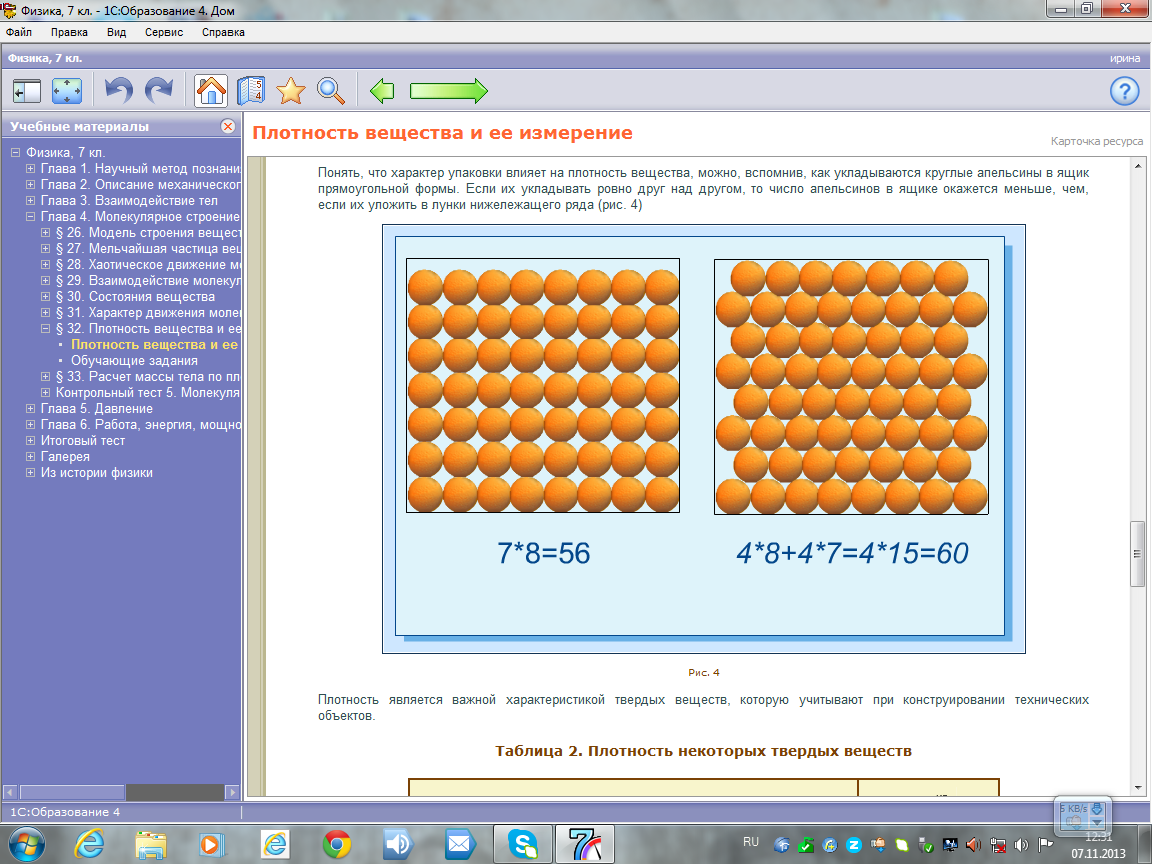 Физика, 7 кл. - 1С:Образование 4. Дом
Файл Правка Вид Сервис Справка
Физика, 7 кл.
ирина
Учебные материалы
Физика, 7 кл.
Глава 1. Научный метод познани
Глава 2. Описание механическог
Глава 3. Взаимодействие тел
Глава 4. Молекулярное строение
§ 26. Модель строения вещест
§ 27. Мельчайшая частица вещ
§ 28. Хаотическое движение мо
§ 29. Взаимодействие молекул
§ 30. Состояния вещества
§ 31. Характер движения моле
§ 32. Плотность вещества и ее
Плотность вещества и ее
Обучающие задания
§ 33. Расчет массы тела по пл
Контрольный тест 5. Молекуля
Глава 5. Давление
Глава 6. Работа, энергия, мощно
Итоговый тест
Галерея
Из истории физики
Плотность вещества и ее измерение
Карточка ресурса
Понять, что характер упаковки влияет на плотность вещества, можно, вспомнив, как укладываются круглые апельсины в ящик
прямоугольной формы. Если их укладывать ровно друг над другом, то число апельсинов в ящике окажется меньше, чем,
если их уложить в лунки нижележащего ряда (рис. 4)
7*8=56
4*8+4*7=4*15=60
Рис. 4
Плотность является важной характеристикой твердых веществ, которую учитывают при конструировании технических
объектов.
Таблица 2. Плотность некоторых твердых веществ
1С:Образование 4
5 KB/s
RU
12:31
07.11.2013